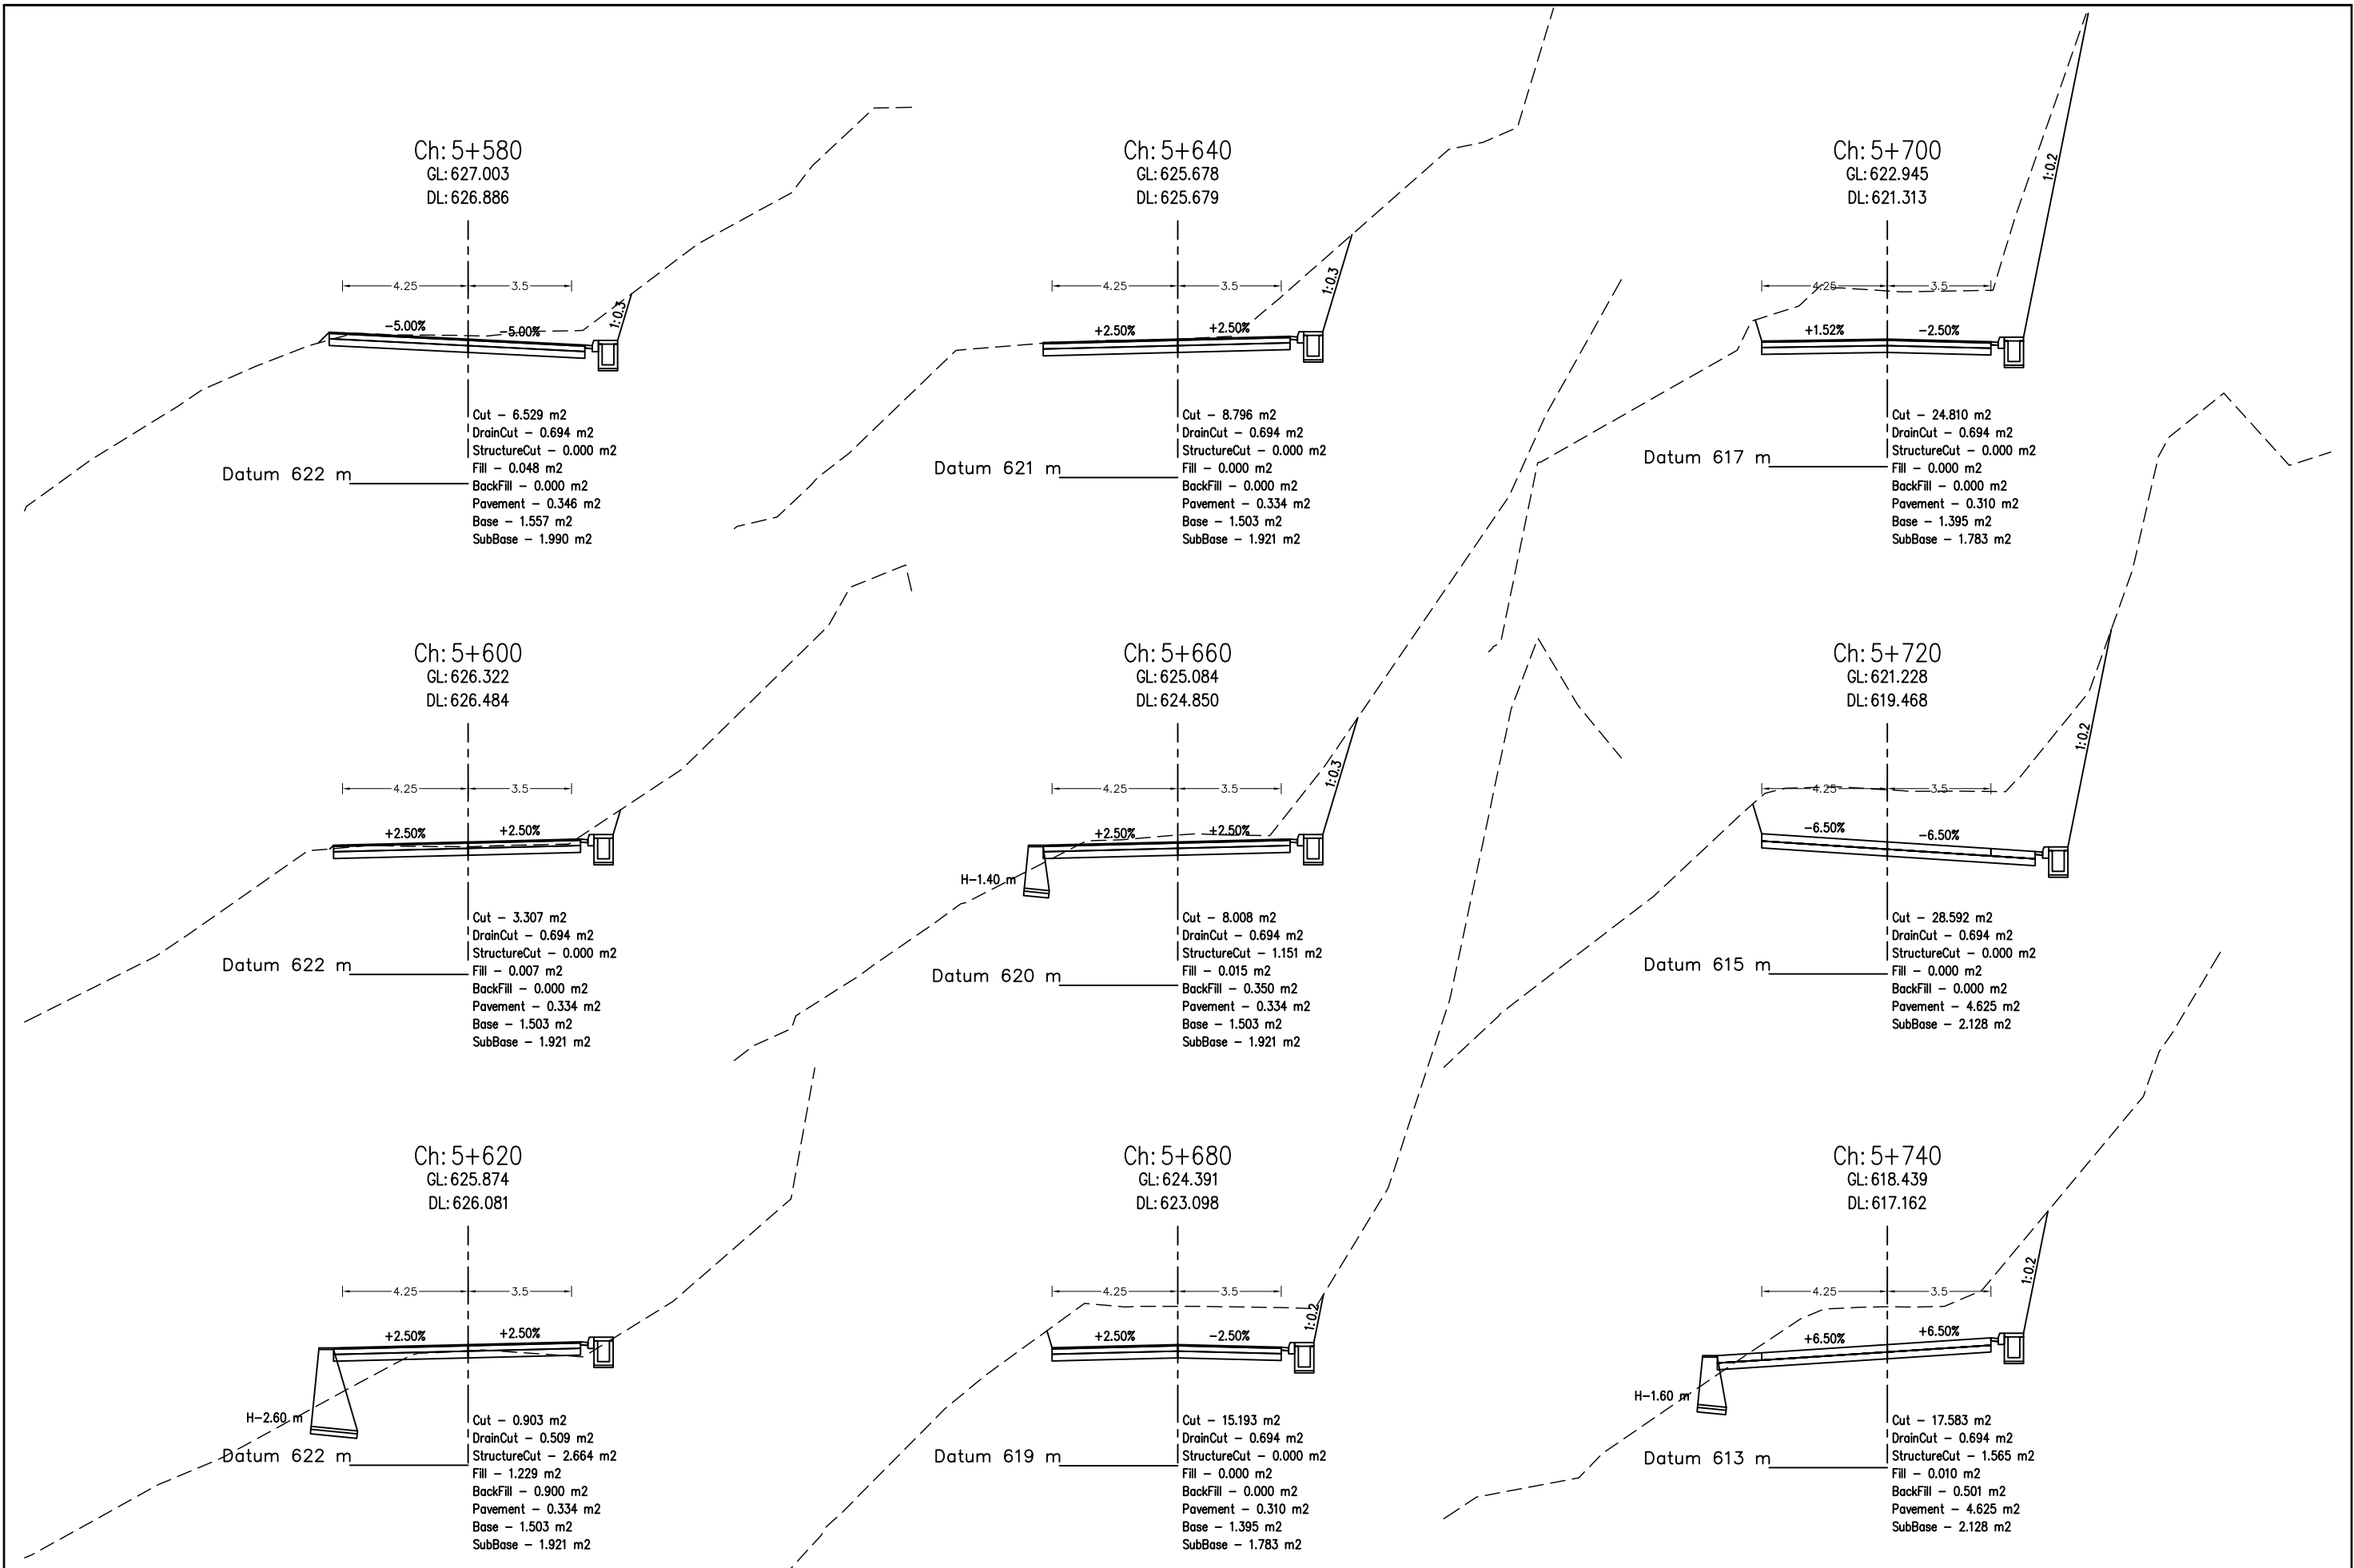 Ch: 5+580
GL: 627.003
DL: 626.886
4.25
3.5
-5.00%
-5.00%
1:0.3
Datum 622 m
Cut - 6.529 m2
DrainCut - 0.694 m2
StructureCut - 0.000 m2
Fill - 0.048 m2
BackFill - 0.000 m2
Pavement - 0.346 m2
Base - 1.557 m2
SubBase - 1.990 m2
Ch: 5+640
GL: 625.678
DL: 625.679
4.25
3.5
+2.50%
+2.50%
1:0.3
Datum 621 m
Cut - 8.796 m2
DrainCut - 0.694 m2
StructureCut - 0.000 m2
Fill - 0.000 m2
BackFill - 0.000 m2
Pavement - 0.334 m2
Base - 1.503 m2
SubBase - 1.921 m2
Ch: 5+700
GL: 622.945
DL: 621.313
4.25
3.5
+1.52%
-2.50%
1:0.2
Datum 617 m
Cut - 24.810 m2
DrainCut - 0.694 m2
StructureCut - 0.000 m2
Fill - 0.000 m2
BackFill - 0.000 m2
Pavement - 0.310 m2
Base - 1.395 m2
SubBase - 1.783 m2
Ch: 5+600
GL: 626.322
DL: 626.484
4.25
3.5
+2.50%
+2.50%
Datum 622 m
Cut - 3.307 m2
DrainCut - 0.694 m2
StructureCut - 0.000 m2
Fill - 0.007 m2
BackFill - 0.000 m2
Pavement - 0.334 m2
Base - 1.503 m2
SubBase - 1.921 m2
Ch: 5+660
GL: 625.084
DL: 624.850
4.25
3.5
+2.50%
+2.50%
1:0.3
H-1.40 m
Datum 620 m
Cut - 8.008 m2
DrainCut - 0.694 m2
StructureCut - 1.151 m2
Fill - 0.015 m2
BackFill - 0.350 m2
Pavement - 0.334 m2
Base - 1.503 m2
SubBase - 1.921 m2
Ch: 5+720
GL: 621.228
DL: 619.468
4.25
3.5
-6.50%
-6.50%
1:0.2
Datum 615 m
Cut - 28.592 m2
DrainCut - 0.694 m2
StructureCut - 0.000 m2
Fill - 0.000 m2
BackFill - 0.000 m2
Pavement - 4.625 m2
SubBase - 2.128 m2
Ch: 5+620
GL: 625.874
DL: 626.081
4.25
3.5
+2.50%
+2.50%
H-2.60 m
Datum 622 m
Cut - 0.903 m2
DrainCut - 0.509 m2
StructureCut - 2.664 m2
Fill - 1.229 m2
BackFill - 0.900 m2
Pavement - 0.334 m2
Base - 1.503 m2
SubBase - 1.921 m2
Ch: 5+680
GL: 624.391
DL: 623.098
4.25
3.5
+2.50%
-2.50%
1:0.2
Datum 619 m
Cut - 15.193 m2
DrainCut - 0.694 m2
StructureCut - 0.000 m2
Fill - 0.000 m2
BackFill - 0.000 m2
Pavement - 0.310 m2
Base - 1.395 m2
SubBase - 1.783 m2
Ch: 5+740
GL: 618.439
DL: 617.162
4.25
3.5
+6.50%
+6.50%
1:0.2
H-1.60 m
Datum 613 m
Cut - 17.583 m2
DrainCut - 0.694 m2
StructureCut - 1.565 m2
Fill - 0.010 m2
BackFill - 0.501 m2
Pavement - 4.625 m2
SubBase - 2.128 m2